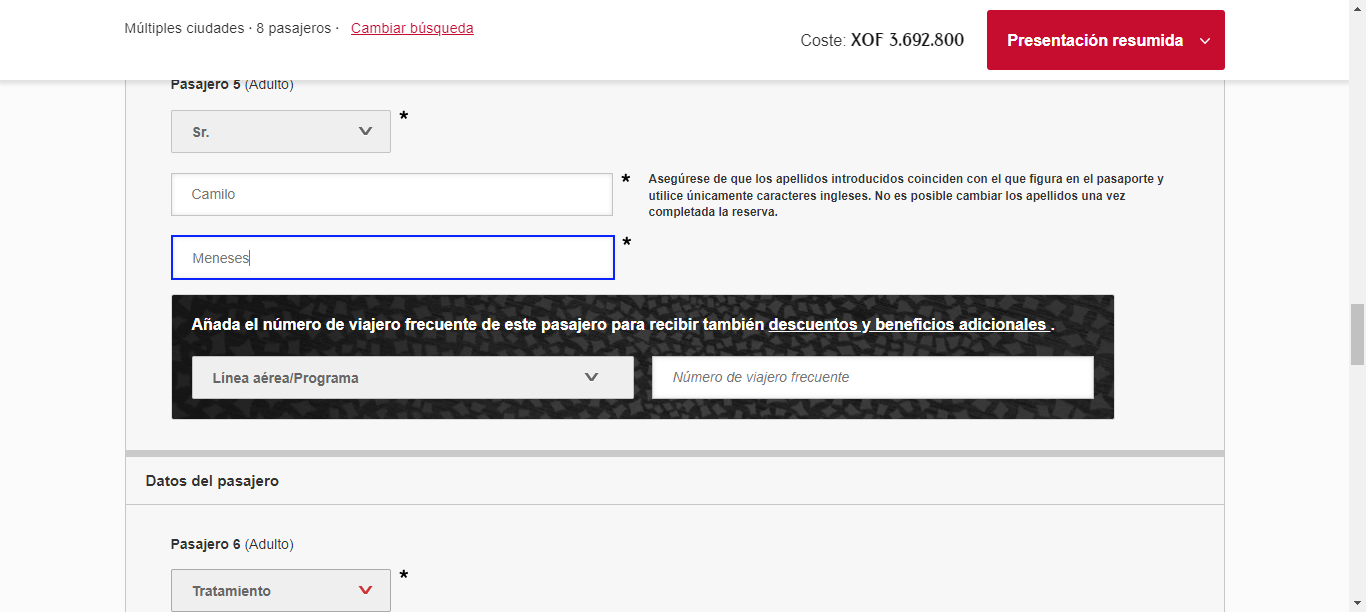 Múltiples ciudades · 8 pasajeros · Cambiar búsqueda
Coste: XOF 3.692.800
Presentación resumida
Pasajero 5 (Adulto)
Sr.
*
Camilo
*
Asegúrese de que los apellidos introducidos coinciden con el que figura en el pasaporte y
utilice únicamente caracteres ingleses. No es posible cambiar los apellidos una vez
completada la reserva.
Meneses
*
Añada el número de viajero frecuente de este pasajero para recibir también descuentos y beneficios adicionales .
Línea aérea/Programa
Número de viajero frecuente
Datos del pasajero
Pasajero 6 (Adulto)
Tratamiento
*